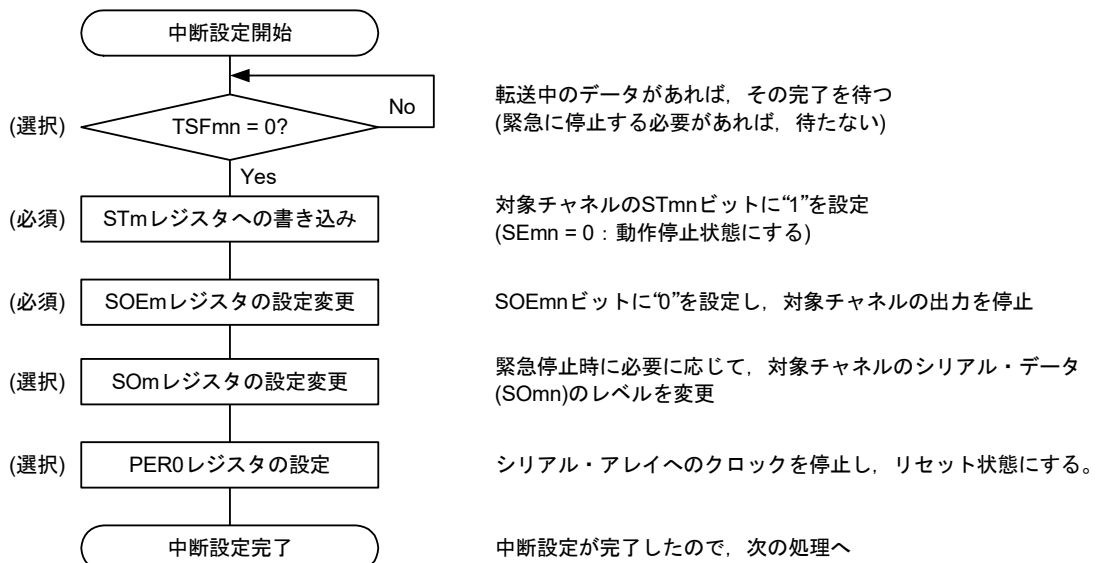 中断設定開始
No
(選択)
TSFmn = 0?
転送中のデータがあれば，その完了を待つ
(緊急に停止する必要があれば，待たない)
Yes
(必須)
STmレジスタへの書き込み
対象チャネルのSTmnビットに“1”を設定
(SEmn = 0：動作停止状態にする)
(必須)
SOEmレジスタの設定変更
SOEmnビットに“0”を設定し，対象チャネルの出力を停止
(選択)
SOmレジスタの設定変更
緊急停止時に必要に応じて，対象チャネルのシリアル・データ
(SOmn)のレベルを変更
(選択)
PER0レジスタの設定
シリアル・アレイへのクロックを停止し，リセット状態にする。
中断設定完了
中断設定が完了したので，次の処理へ